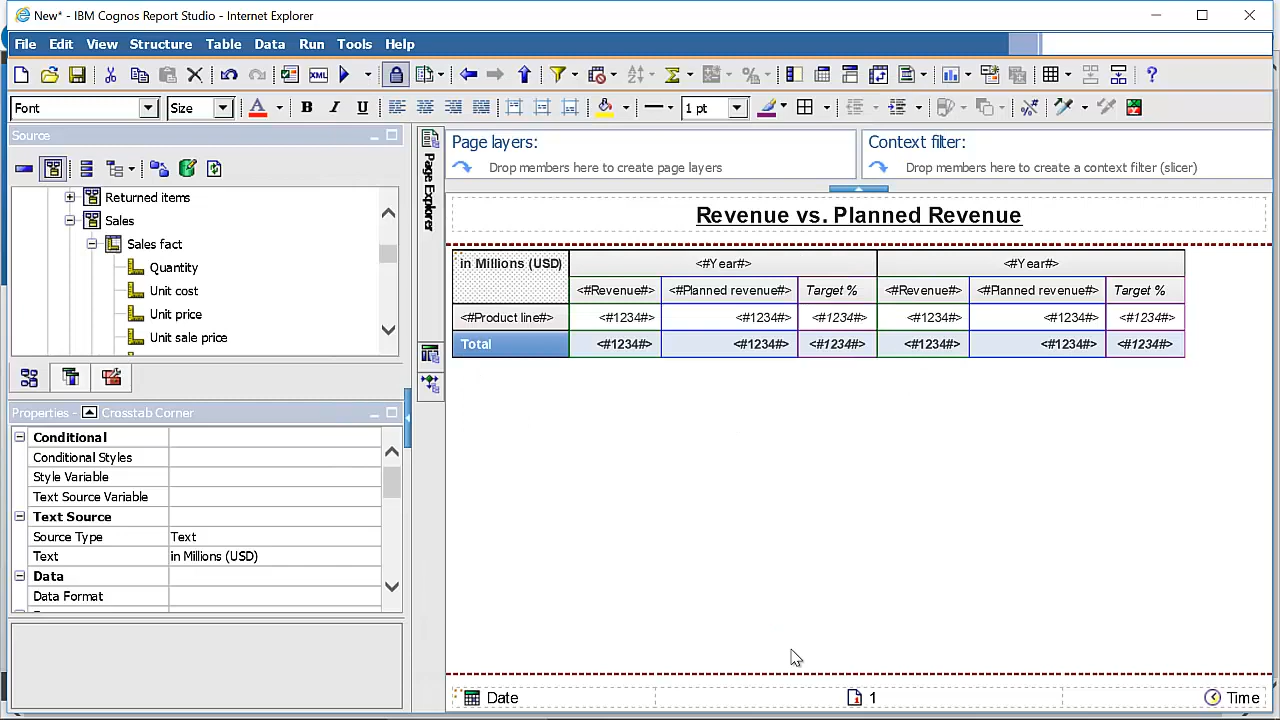 New* - IBM Cognos Report Studio - Internet Explorer
File Edit View Structure Table Data Run Tools Help
XML
Font Size A B I U 1 pt
Source
Returned items
Sales
Sales fact
Quantity
Unit cost
Unit price
Unit sale price
Properties - Crosstab Corner
Conditional
Conditional Styles
Style Variable
Text Source Variable
Text Source
Source Type Text
Text in Millions (USD)
Data
Data Format
Page Explorer
Page layers:
Drop members here to create page layers
Context filter:
Drop members here to create a context filter (slicer)
Revenue vs. Planned Revenue
in Millions (USD) <#Year#> <#Year#>
<#Revenue#> <#Planned revenue#> Target % <#Revenue#> <#Planned revenue#> Target %
<#Product line#> <#1234#> <#1234#> <#1234#> <#1234#> <#1234#> <#1234#>
Total <#1234#> <#1234#> <#1234#> <#1234#> <#1234#> <#1234#>
Date 1 Time